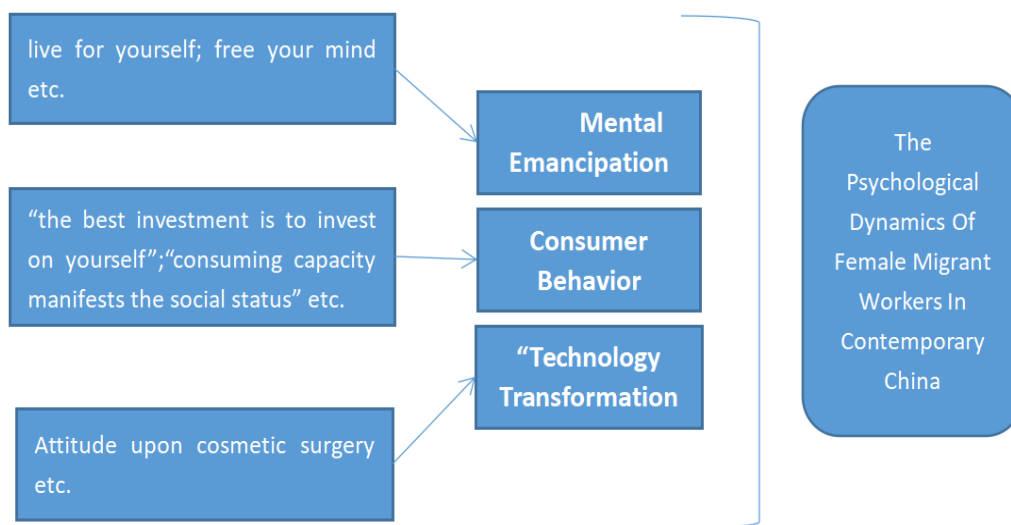 live for yourself; free your mind
etc.
Mental
Emancipation
“the best investment is to invest
on yourself”;“consuming capacity
manifests the social status” etc.
Consumer
Behavior
“Technology
Transformation
Attitude upon cosmetic surgery
etc.
The
Psychological
Dynamics Of
Female Migrant
Workers In
Contemporary
China